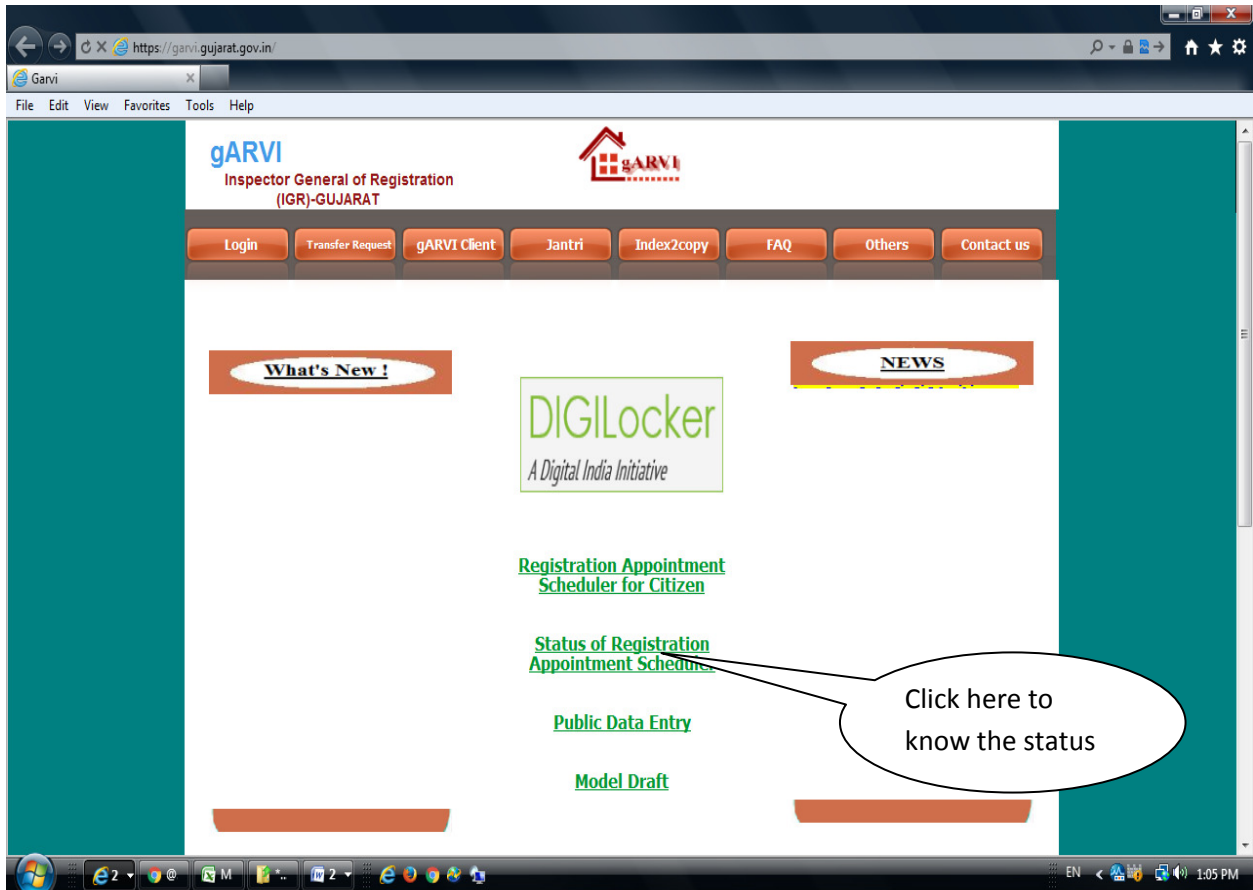 https://garvi.gujarat.gov.in/
Garvi
File Edit View Favorites Tools Help
gARVI
Inspector General of Registration
(IGR)-GUJARAT
gARVI
Login Transfer Request gARVI Client Jantri Index2copy FAQ Others Contact us
What's New !
NEWS
DIGILocker
A Digital India Initiative
Registration Appointment
Scheduler for Citizen
Status of Registration
Appointment Scheduler
Click here to
know the status
Public Data Entry
Model Draft
2 @ M *.. 2 EN 1:05 PM